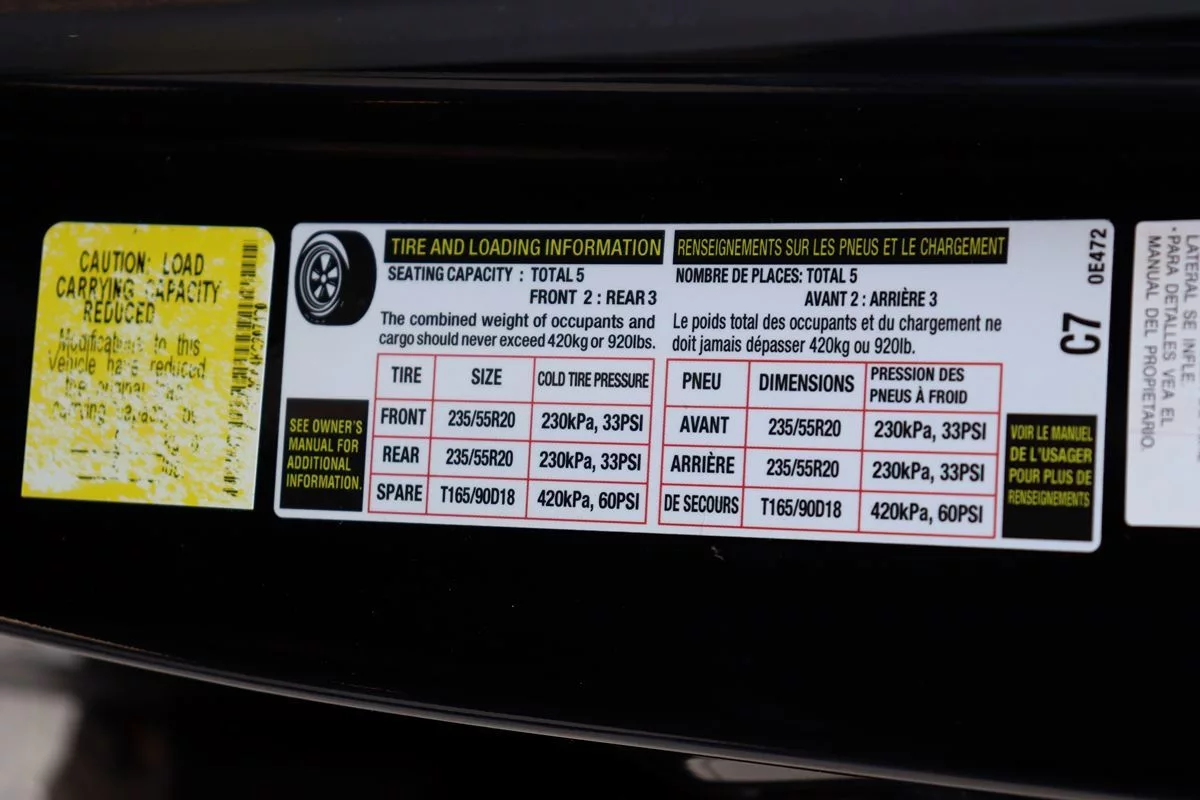 CAUTION: LOAD
CARRYING CAPACITY
REDUCED
Modifications to this
vehicle have reduced
the original
carrying capacity by
TIRE AND LOADING INFORMATION
SEATING CAPACITY : TOTAL 5
FRONT 2 : REAR 3
The combined weight of occupants and
cargo should never exceed 420kg or 920lbs.
TIRE SIZE COLD TIRE PRESSURE
FRONT 235/55R20 230kPa, 33PSI
REAR 235/55R20 230kPa, 33PSI
SPARE T165/90D18 420kPa, 60PSI
SEE OWNER'S
MANUAL FOR
ADDITIONAL
INFORMATION.
RENSEIGNEMENTS SUR LES PNEUS ET LE CHARGEMENT
NOMBRE DE PLACES: TOTAL 5
AVANT 2 : ARRIÈRE 3
Le poids total des occupants et du chargement ne
doit jamais dépasser 420kg ou 920lb.
PNEU DIMENSIONS PRESSION DES
PNEUS À FROID
AVANT 235/55R20 230kPa, 33PSI
ARRIÈRE 235/55R20 230kPa, 33PSI
DE SECOURS T165/90D18 420kPa, 60PSI
VOIR LE MANUEL
DE L'USAGER
POUR PLUS DE
RENSEIGNEMENTS
C7
0E472
LATERAL SE INFLE.
• PARA DETALLES VEA EL
MANUAL DEL PROPIETARIO.